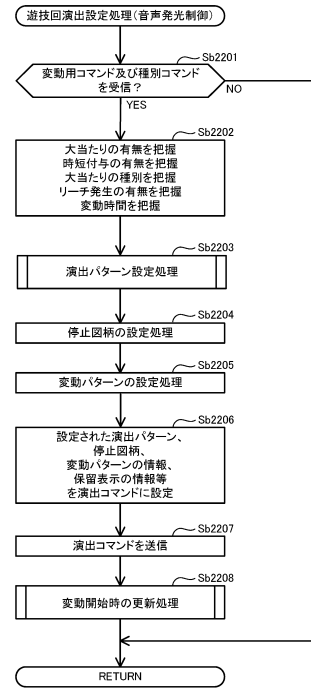 遊技回演出設定処理(音声発光制御)
Sb2201
変動用コマンド及び種別コマンド
を受信?
NO
YES
Sb2202
大当たりの有無を把握
時短付与の有無を把握
大当たりの種別を把握
リーチ発生の有無を把握
変動時間を把握
Sb2203
演出パターン設定処理
Sb2204
停止図柄の設定処理
Sb2205
変動パターンの設定処理
Sb2206
設定された演出パターン、
停止図柄、
変動パターンの情報、
保留表示の情報等
を演出コマンドに設定
Sb2207
演出コマンドを送信
Sb2208
変動開始時の更新処理
RETURN